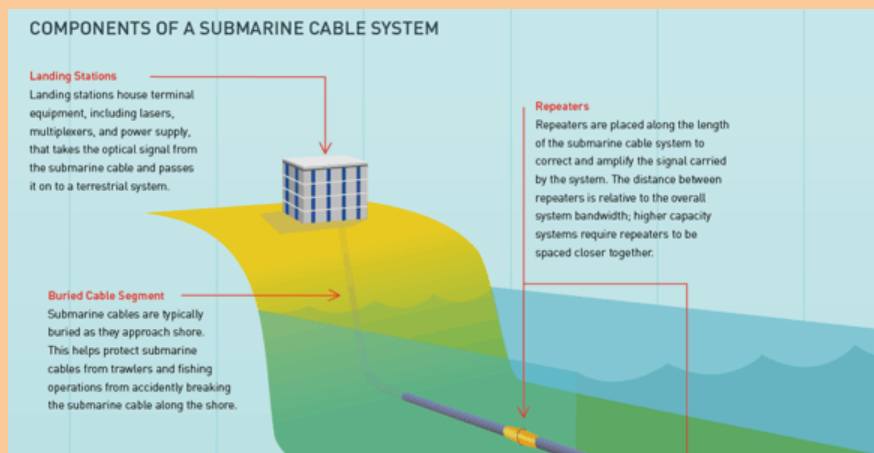 COMPONENTS OF A SUBMARINE CABLE SYSTEM
Landing Stations
Landing stations house terminal
equipment, including lasers,
multiplexers, and power supply,
that takes the optical signal from
the submarine cable and passes
it on to a terrestrial system.
Repeaters
Repeaters are placed along the length
of the submarine cable system to
correct and amplify the signal carried
by the system. The distance between
repeaters is relative to the overall
system bandwidth; higher capacity
systems require repeaters to be
spaced closer together.
Buried Cable Segment
Submarine cables are typically
buried as they approach shore.
This helps protect submarine
cables from trawlers and fishing
operations from accidently breaking
the submarine cable along the shore.